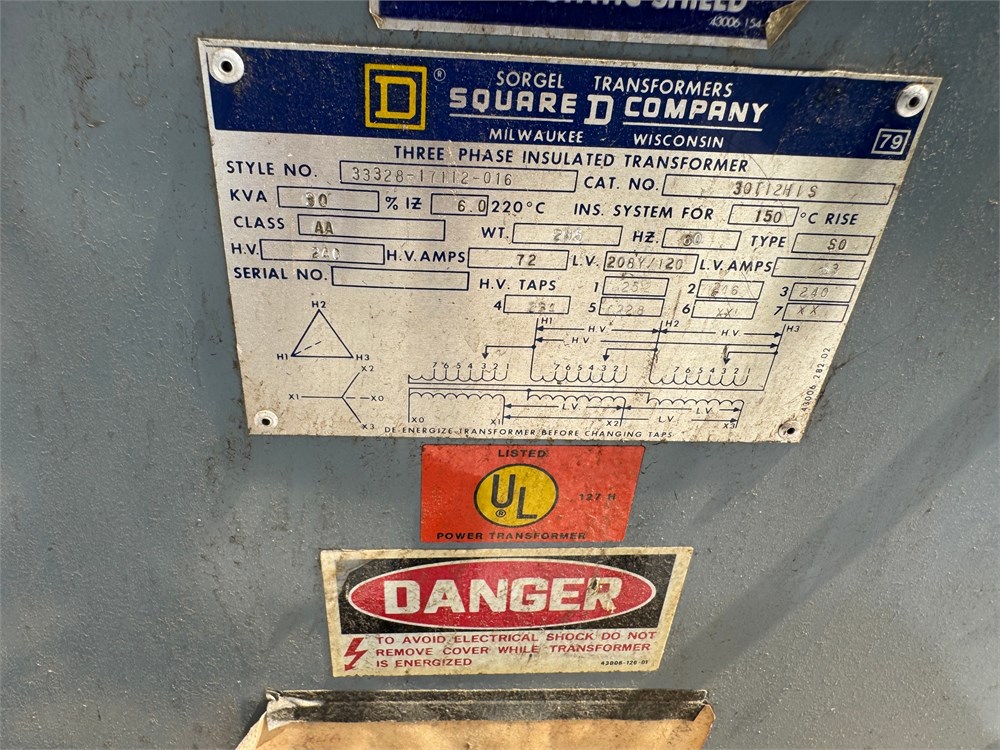 SHIELD
43006-154
D ®
SORGEL TRANSFORMERS
SQUARE D COMPANY
MILWAUKEE WISCONSIN
79
THREE PHASE INSULATED TRANSFORMER
STYLE NO. 33328-17112-016 CAT. NO. 30T12HIS
KVA 30 % IZ 6.0 220°C INS. SYSTEM FOR 150 °C RISE
CLASS AA WT. HZ. 60 TYPE SO
H.V. 240 H.V. AMPS 72 L.V. 208Y/120 L.V. AMPS 83
SERIAL NO. H.V. TAPS 1 252 2 246 3 240
4 234 5 228 6 XX 7 XX
H2
H1 H3
X2
X1 X0
X3
H1 H.V. H2 H.V. H3
H.V.
7 6 5 4 3 2 1 7 6 5 4 3 2 1 7 6 5 4 3 2 1
L.V.
X0 X1 L.V. X2 L.V. X3
DE-ENERGIZE TRANSFORMER BEFORE CHANGING TAPS
43006-282-02
LISTED
UL ®
127 H
POWER TRANSFORMER
DANGER
TO AVOID ELECTRICAL SHOCK DO NOT
REMOVE COVER WHILE TRANSFORMER
IS ENERGIZED
43006-126-01